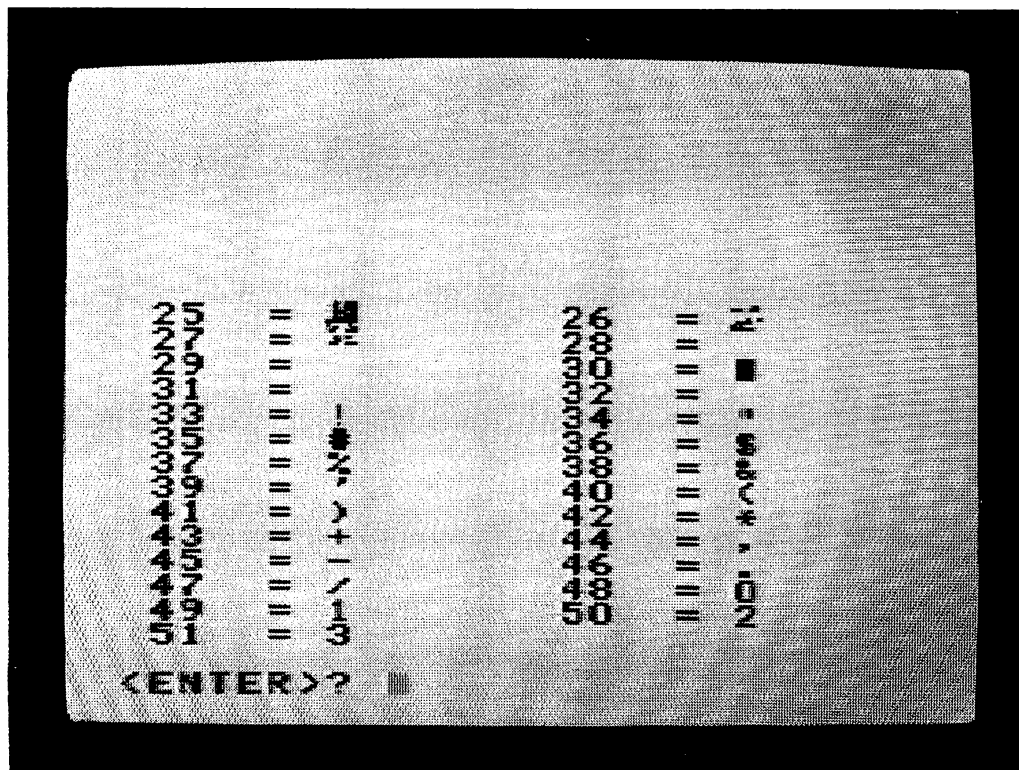 25 = 26 =
27 = 28 =
29 = 30 =
31 = 32 =
33 = ! 34 = "
35 = # 36 = $
37 = % 38 = &
39 = ' 40 = (
41 = ) 42 = *
43 = + 44 = ,
45 = - 46 = .
47 = / 48 = 0
49 = 1 50 = 2
51 = 3
<ENTER>?